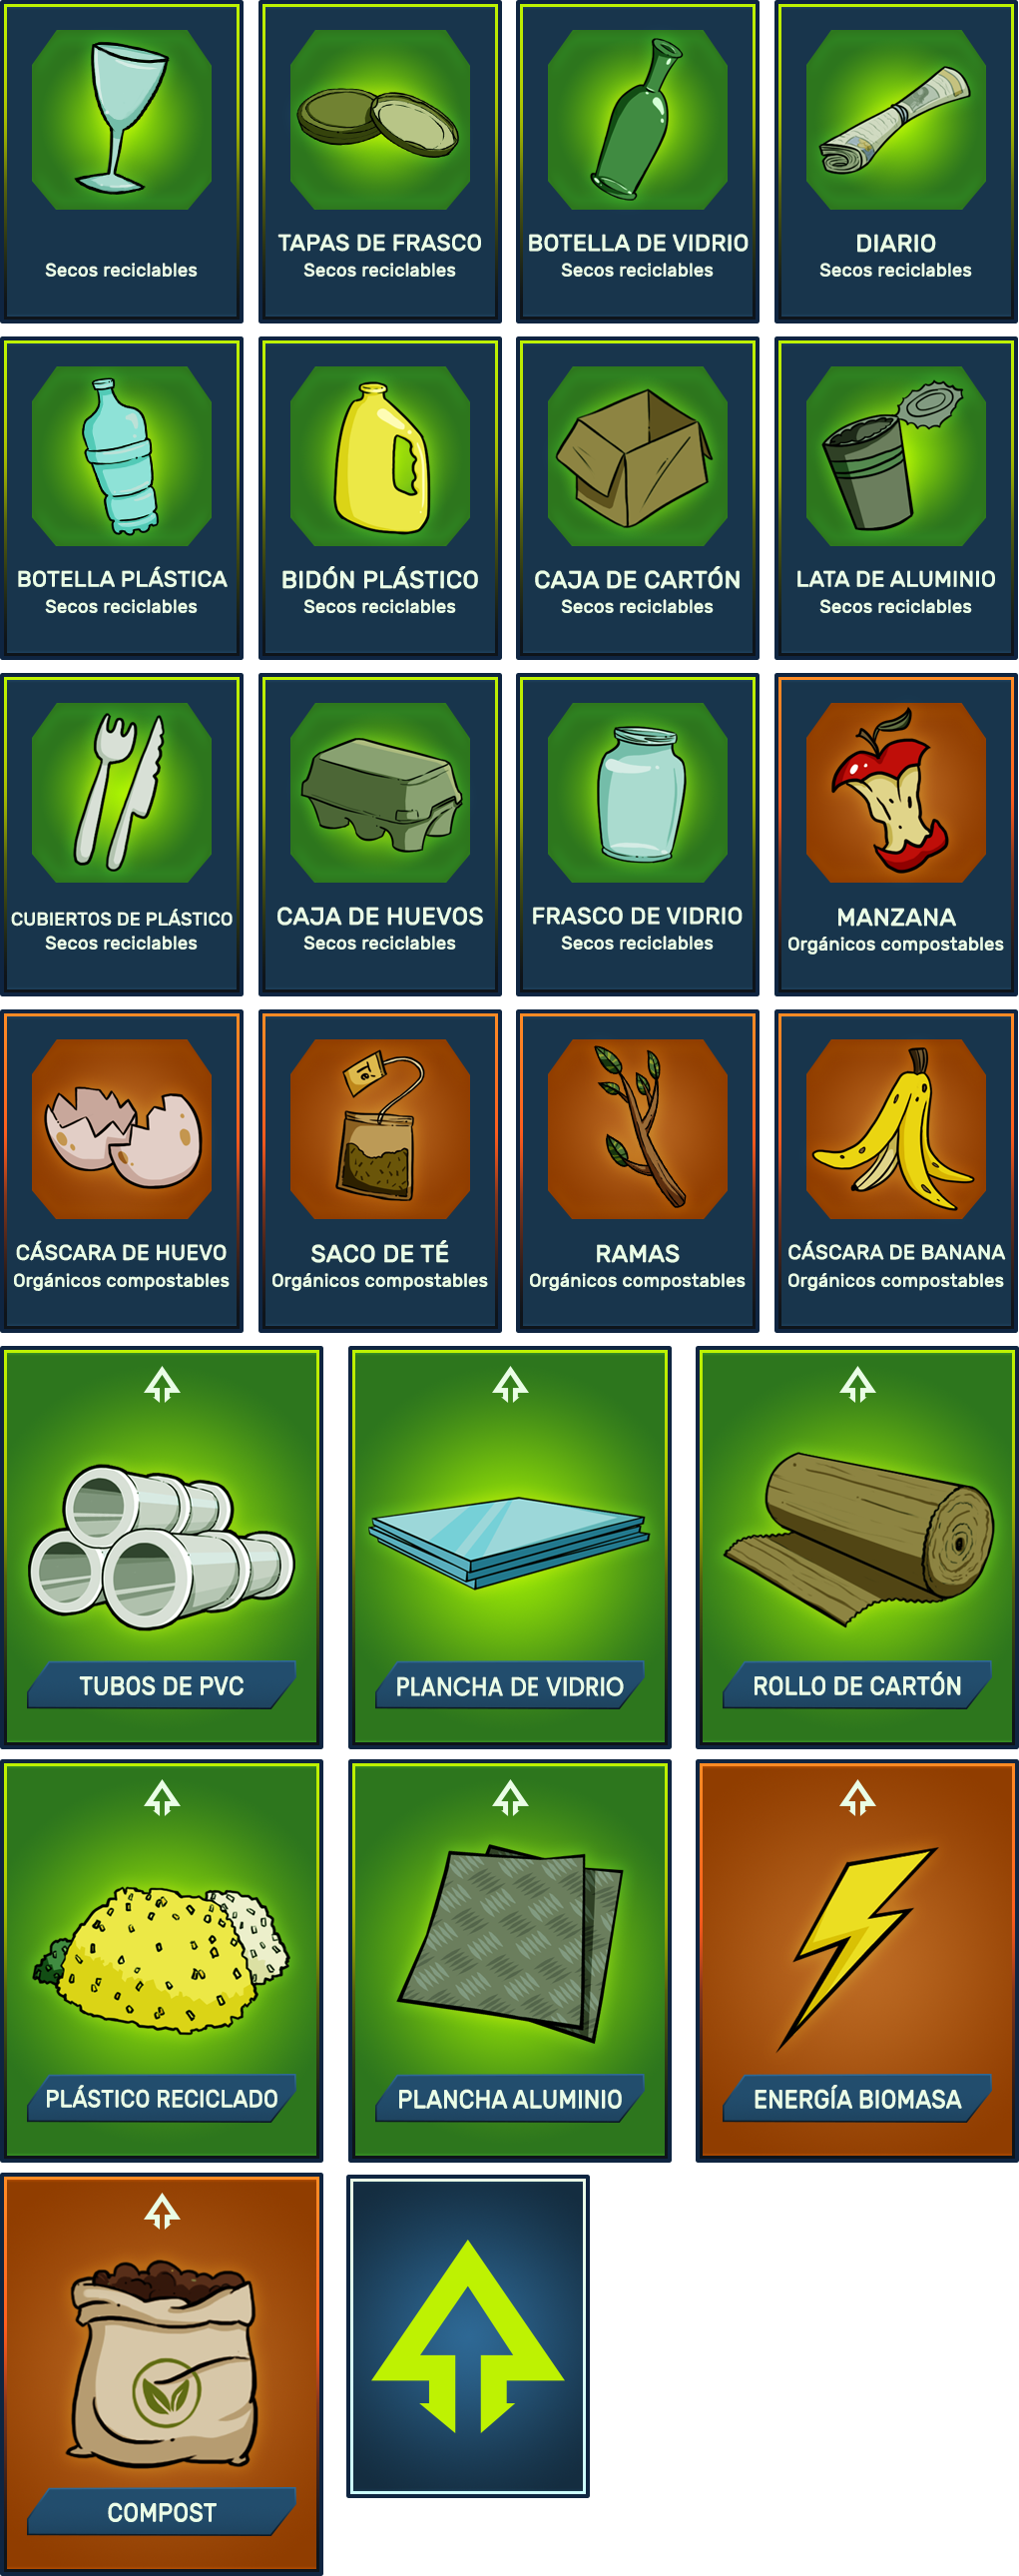 Secos reciclables
TAPAS DE FRASCO
Secos reciclables
BOTELLA DE VIDRIO
Secos reciclables
DIARIO
Secos reciclables
BOTELLA PLÁSTICA
Secos reciclables
BIDÓN PLÁSTICO
Secos reciclables
CAJA DE CARTÓN
Secos reciclables
LATA DE ALUMINIO
Secos reciclables
CUBIERTOS DE PLÁSTICO
Secos reciclables
CAJA DE HUEVOS
Secos reciclables
FRASCO DE VIDRIO
Secos reciclables
MANZANA
Orgánicos compostables
CÁSCARA DE HUEVO
Orgánicos compostables
Té
SACO DE TÉ
Orgánicos compostables
RAMAS
Orgánicos compostables
CÁSCARA DE BANANA
Orgánicos compostables
TUBOS DE PVC
PLANCHA DE VIDRIO
ROLLO DE CARTÓN
PLÁSTICO RECICLADO
PLANCHA ALUMINIO
ENERGÍA BIOMASA
COMPOST